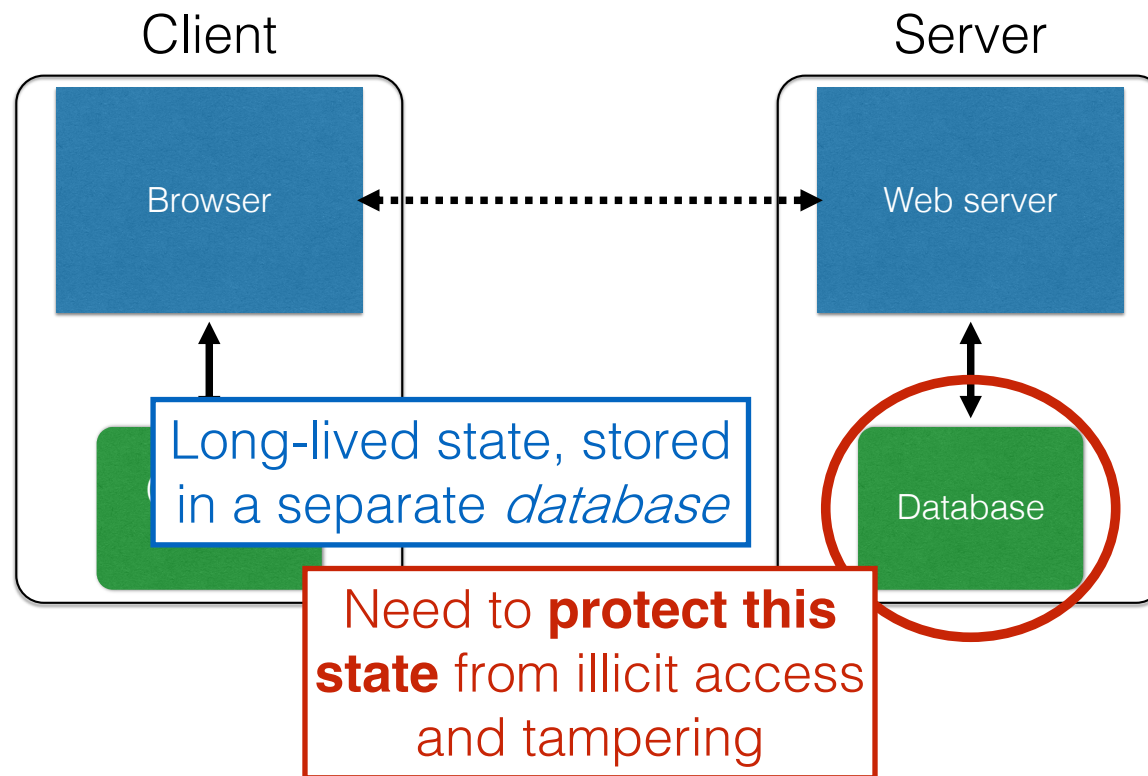 Client
Server
Browser
Web server
Long-lived state, stored
in a separate database
Database
Need to protect this
state from illicit access
and tampering